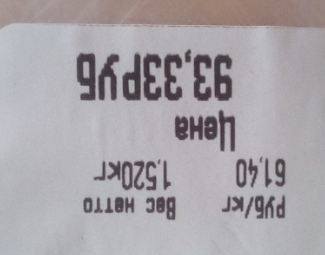 РУБ/кг Вес нетто
61,40 1,520кг
Цена
93,33РУБ